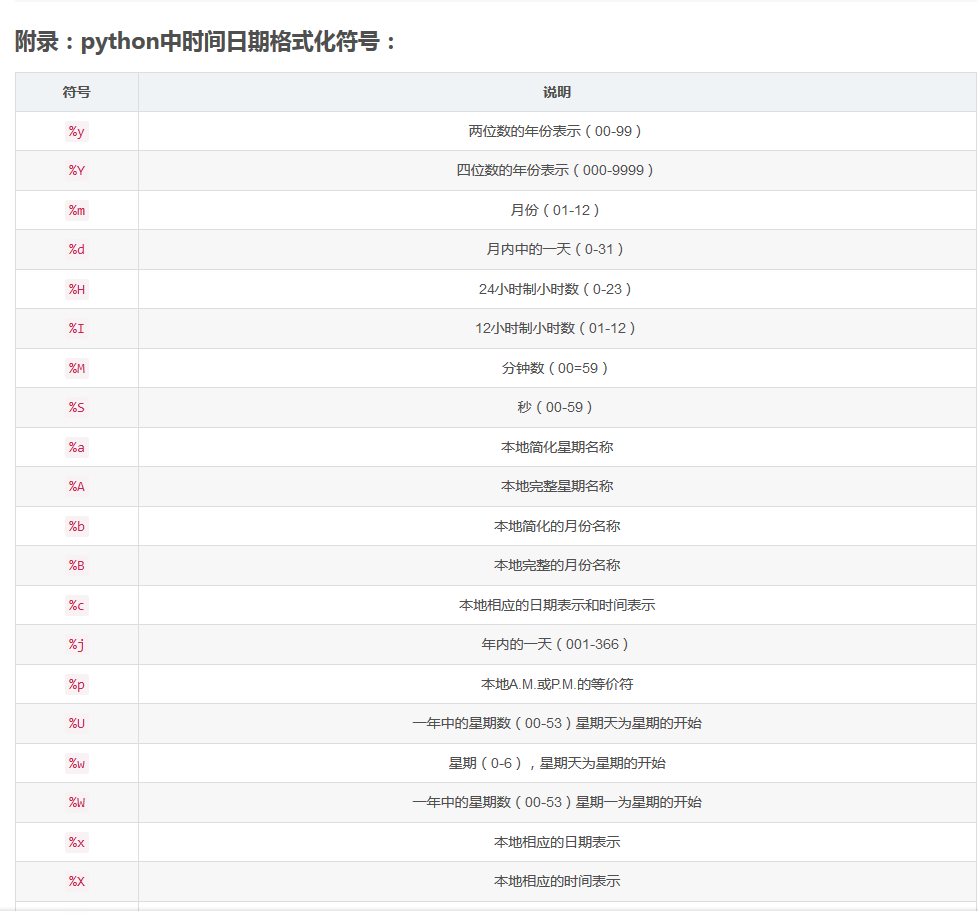 附录：python中时间日期格式化符号：
符号 说明
%y 两位数的年份表示（00-99）
%Y 四位数的年份表示（000-9999）
%m 月份（01-12）
%d 月内中的一天（0-31）
%H 24小时制小时数（0-23）
%I 12小时制小时数（01-12）
%M 分钟数（00=59）
%S 秒（00-59）
%a 本地简化星期名称
%A 本地完整星期名称
%b 本地简化的月份名称
%B 本地完整的月份名称
%c 本地相应的日期表示和时间表示
%j 年内的一天（001-366）
%p 本地A.M.或P.M.的等价符
%U 一年中的星期数（00-53）星期天为星期的开始
%w 星期（0-6），星期天为星期的开始
%W 一年中的星期数（00-53）星期一为星期的开始
%x 本地相应的日期表示
%X 本地相应的时间表示